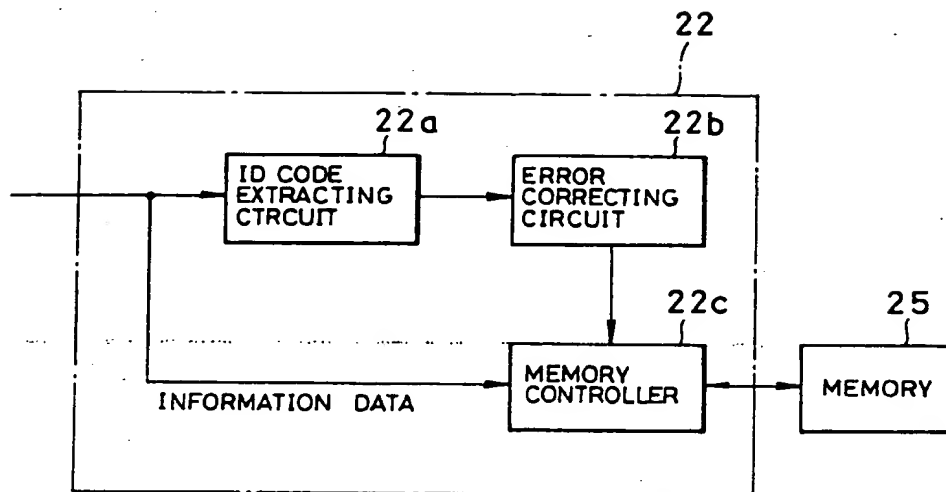 22
22a
22b
ID CODE
EXTRACTING
CTRCUIT
ERROR
CORRECTING
CIRCUIT
22c
25
MEMORY
CONTROLLER
MEMORY
INFORMATION DATA